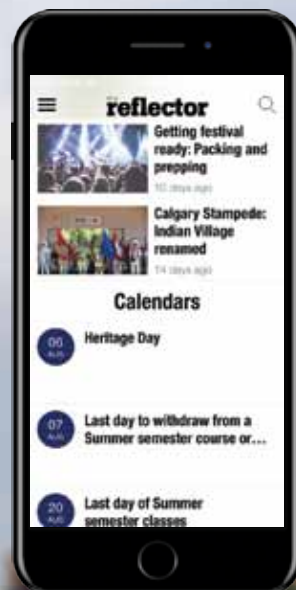 the
reflector
Getting festival
ready: Packing and
prepping
10 days ago
Calgary Stampede:
Indian Village
renamed
14 days ago
Calendars
06
AUG
Heritage Day
07
AUG
Last day to withdraw from a
Summer semester course or...
20
AUG
Last day of Summer
semester classes